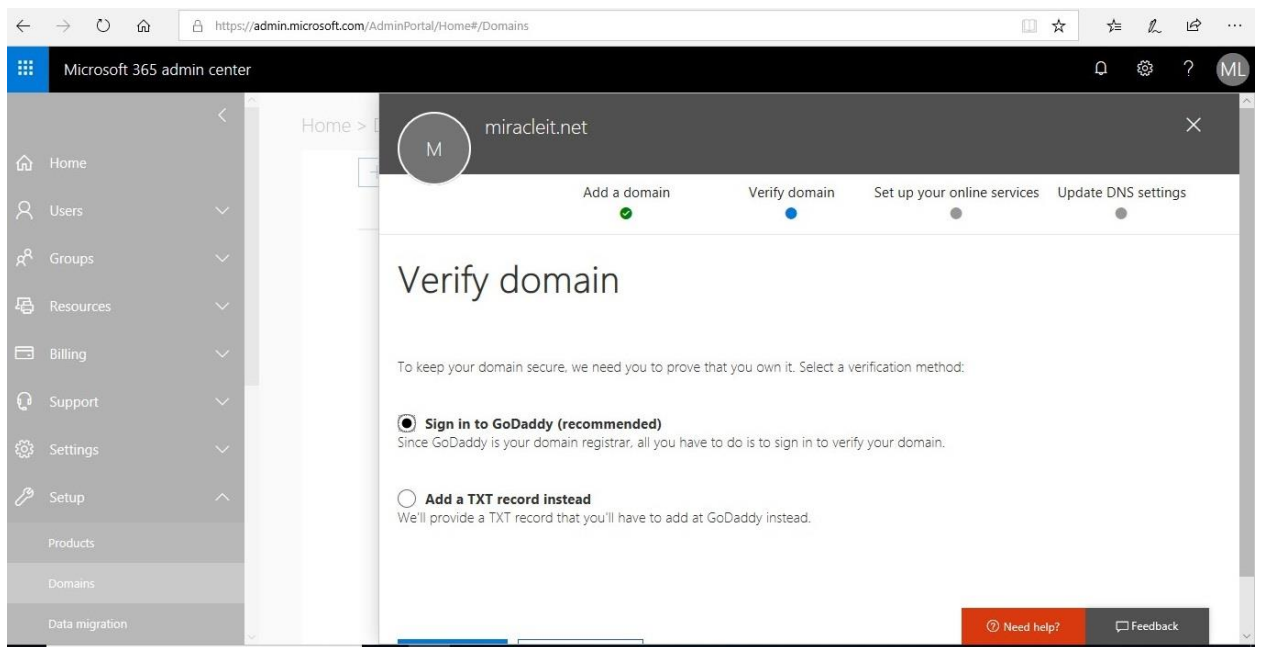 https://admin.microsoft.com/AdminPortal/Home#/Domains
Microsoft 365 admin center
?
ML
Home > D
miracleit.net
M
Home
Users
Groups
Resources
Billing
Support
Settings
Setup
Products
Domains
Data migration
Add a domain
Verify domain
Set up your online services
Update DNS settings
Verify domain
To keep your domain secure, we need you to prove that you own it. Select a verification method:
Sign in to GoDaddy (recommended)
Since GoDaddy is your domain registrar, all you have to do is to sign in to verify your domain.
Add a TXT record instead
We'll provide a TXT record that you'll have to add at GoDaddy instead.
Need help?
Feedback